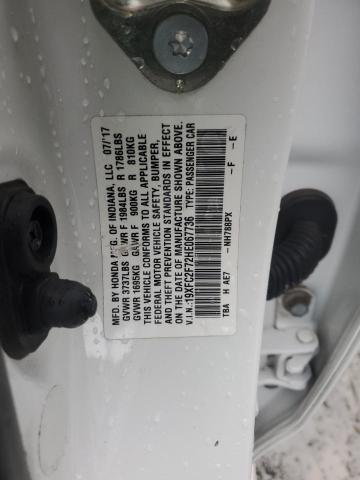 MFD. BY HONDA MFG. OF INDIANA, LLC 07/17
GVWR 3737LBS GAWR F 1984LBS R 1786LBS
GVWR 1695KG GAWR F 900KG R 810KG
THIS VEHICLE CONFORMS TO ALL APPLICABLE
FEDERAL MOTOR VEHICLE SAFETY, BUMPER,
AND THEFT PREVENTION STANDARDS IN EFFECT
ON THE DATE OF MANUFACTURE SHOWN ABOVE.
V.I.N.:19XFC2F72HE067736 TYPE: PASSENGER CAR
NH788PX F E
TBA H AE7